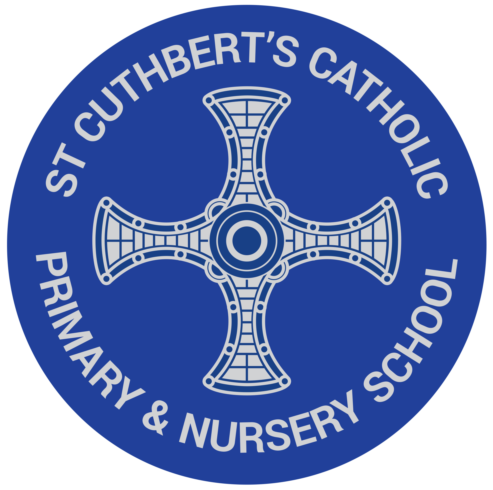 ST CUTHBERT'S CATHOLIC
PRIMARY & NURSERY SCHOOL